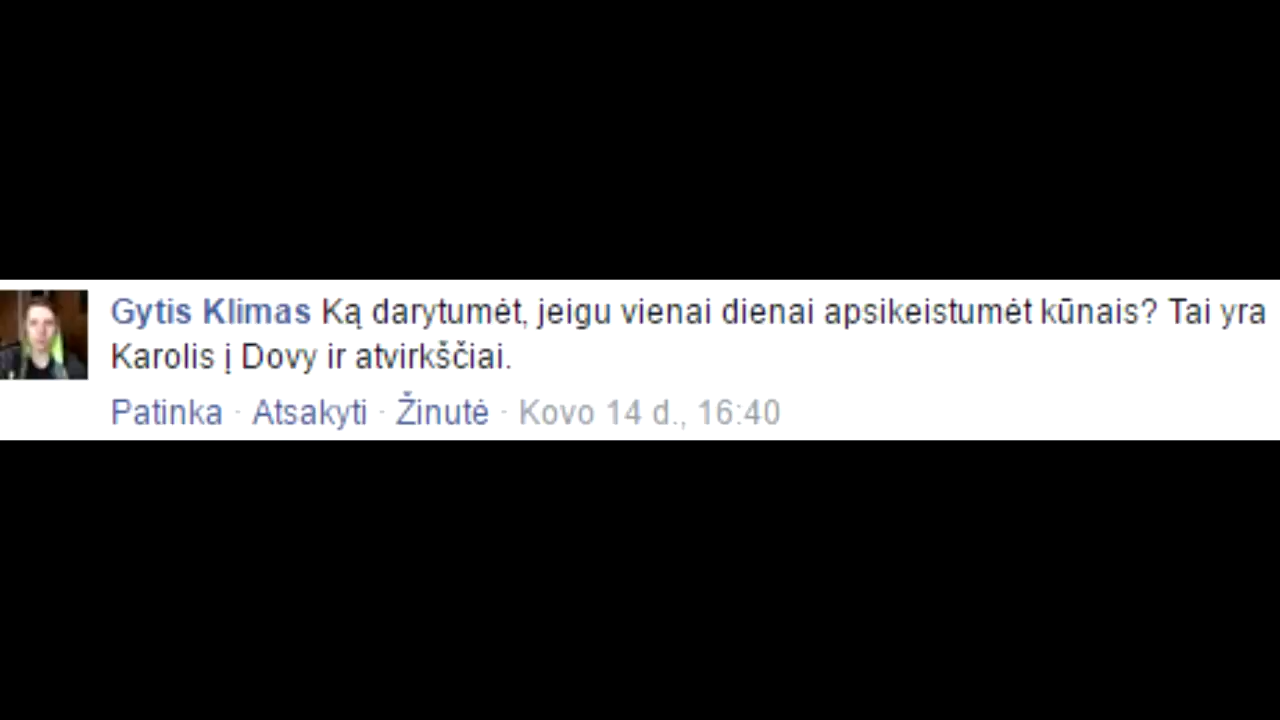 Gytis Klimas Ką darytumėt, jeigu vienai dienai apsikeistumėt kūnais? Tai yra
Karolis į Dovy ir atvirkščiai.
Patinka · Atsakyti · Žinutė · Kovo 14 d., 16:40